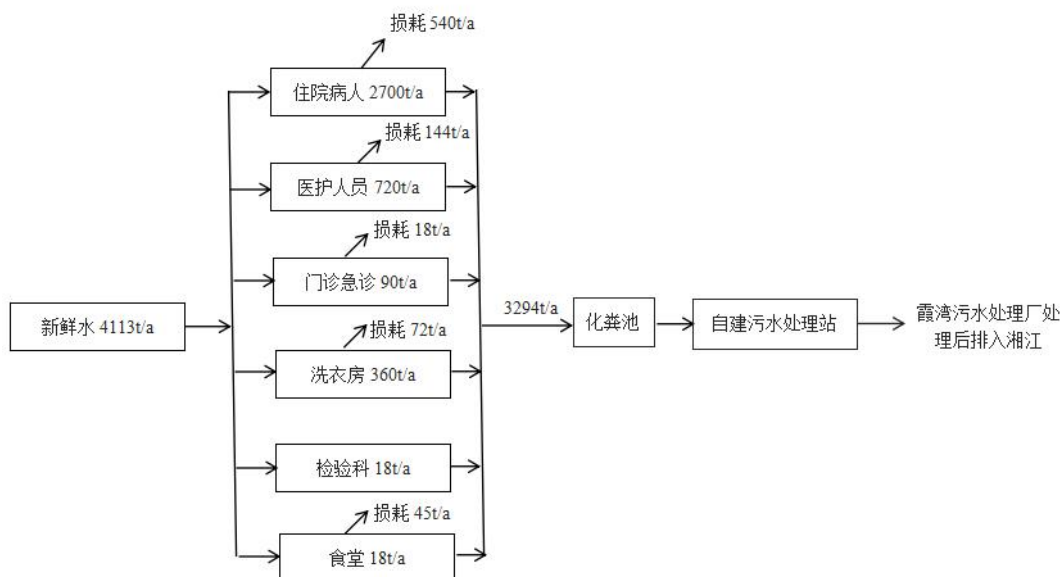 损耗 540t/a
住院病人 2700t/a
损耗 144t/a
医护人员 720t/a
损耗 18t/a
门诊急诊 90t/a
新鲜水 4113t/a
损耗 72t/a
洗衣房 360t/a
检验科 18t/a
损耗 45t/a
食堂 18t/a
3294t/a
化粪池
自建污水处理站
霞湾污水处理厂处
理后排入湘江